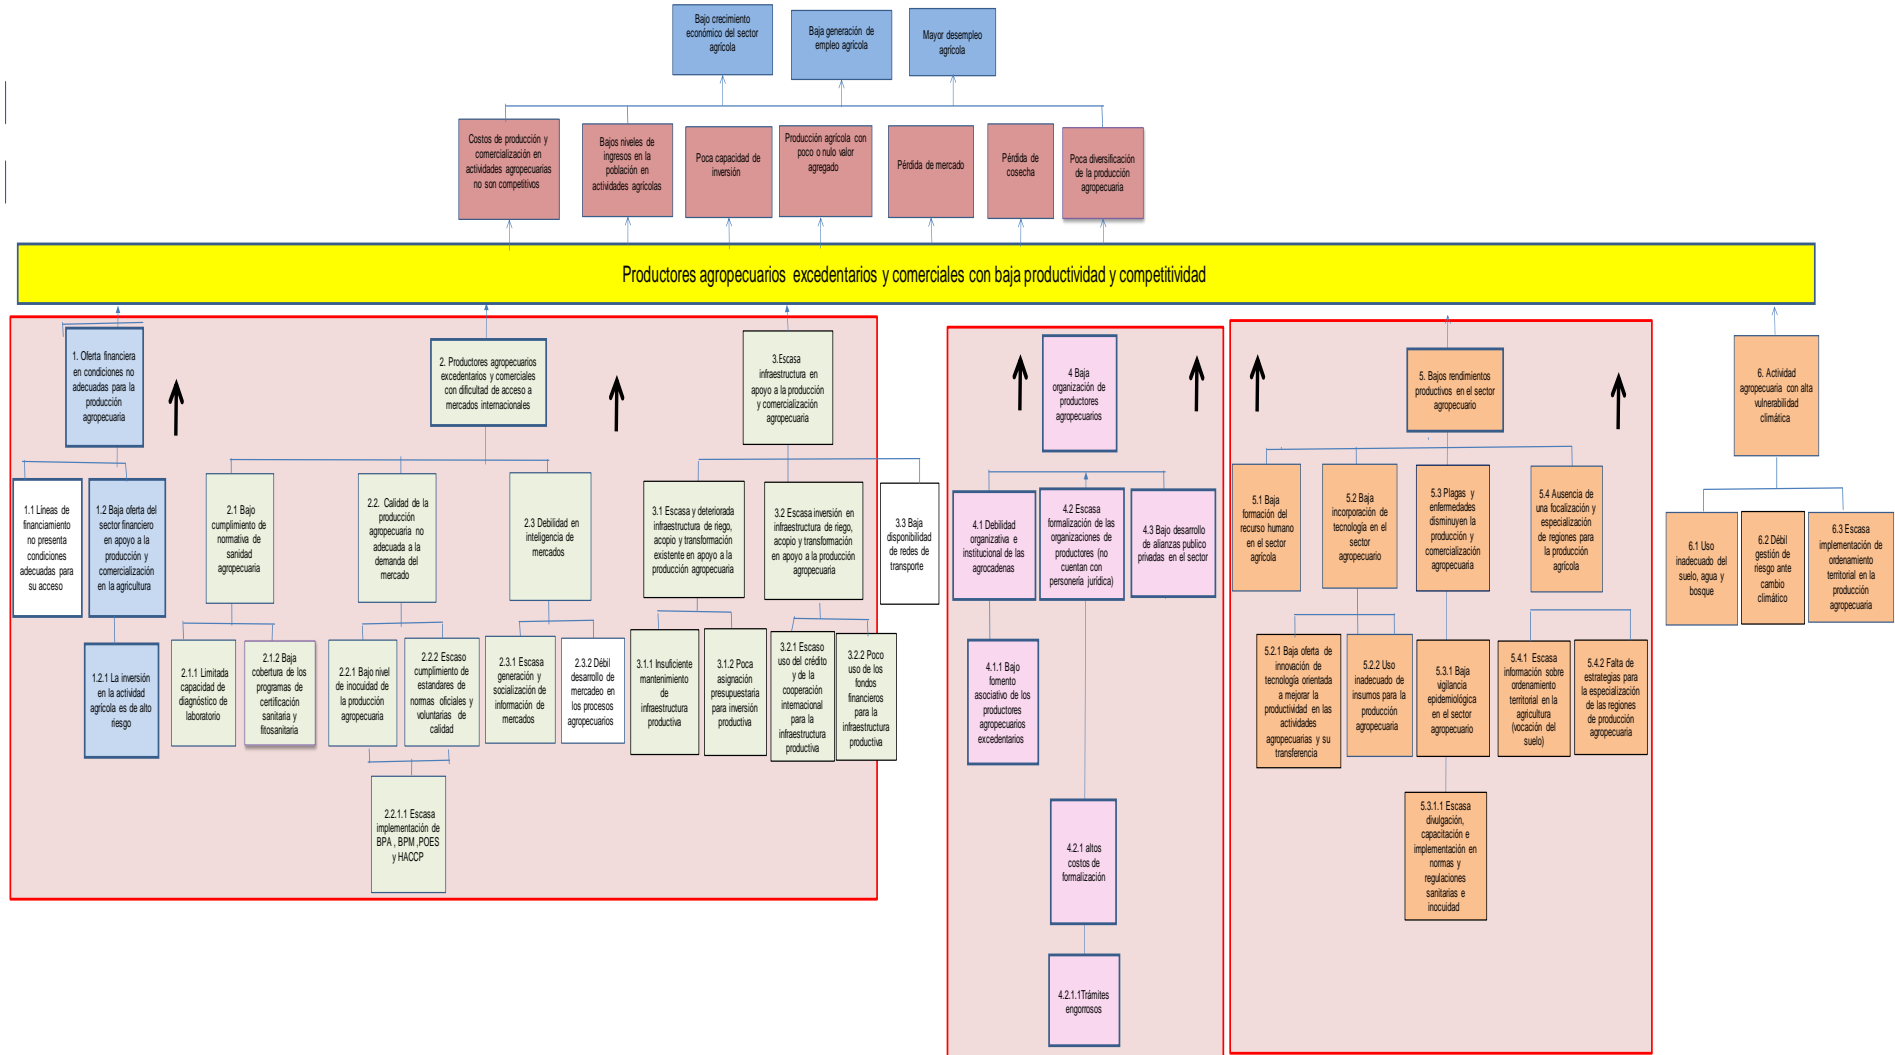 Bajo crecimiento
económico del sector
agrícola
Baja generación de
empleo agrícola
Mayor desempleo
agrícola
Costos de producción y
comercialización en
actividades agropecuarias
no son competitivos
Bajos niveles de
ingresos en la
población en
actividades agrícolas
Poca capacidad de
inversión
Producción agrícola con
poco o nulo valor
agregado
Pérdida de mercado
Pérdida de
cosecha
Poca diversificación
de la producción
agropecuaria
Productores agropecuarios excedentarios y comerciales con baja productividad y competitividad
1. Oferta financiera
en condiciones no
adecuadas para la
producción
agropecuaria
2. Productores agropecuarios
excedentarios y comerciales
con dificultad de acceso a
mercados internacionales
3.Escasa
infraestructura en
apoyo a la producción
y comercialización
agropecuaria
4 Baja
organización de
productores
agropecuarios
5. Bajos rendimientos
productivos en el sector
agropecuario
6. Actividad
agropecuaria con alta
vulnerabilidad
climática
1.1 Líneas de
financiamiento
no presenta
condiciones
adecuadas para
su acceso
1.2 Baja oferta del
sector financiero
en apoyo a la
producción y
comercialización
en la agricultura
2.1 Bajo
cumplimiento de
normativa de
sanidad
agropecuaria
2.2. Calidad de la
producción
agropecuaria no
adecuada a la
demanda del
mercado
2.3 Debilidad en
inteligencia de
mercados
3.1 Escasa y deteriorada
infraestructura de riego,
acopio y transformación
existente en apoyo a la
producción agropecuaria
3.2 Escasa inversión en
infraestructura de riego,
acopio y transformación
en apoyo a la producción
agropecuaria
3.3 Baja
disponibilidad
de redes de
transporte
4.1 Debilidad
organizativa e
institucional de las
agrocadenas
4.2 Escasa
formalización de las
organizaciones de
productores (no
cuentan con
personería jurídica)
4.3 Bajo desarrollo
de alianzas publico
privadas en el sector
5.1 Baja
formación del
recurso humano
en el sector
agrícola
5.2 Baja
incorporación de
tecnología en el
sector
agropecuario
5.3 Plagas y
enfermedades
disminuyen la
producción y
comercialización
agropecuaria
5.4 Ausencia de
una focalización y
especialización
de regiones para
la producción
agrícola
6.1 Uso
inadecuado del
suelo, agua y
bosque
6.2 Débil
gestión de
riesgo ante
cambio
climático
6.3 Escasa
implementación de
ordenamiento
territorial en la
producción
agropecuaria
1.2.1 La inversión
en la actividad
agrícola es de alto
riesgo
2.1.1 Limitada
capacidad de
diagnóstico de
laboratorio
2.1.2 Baja
cobertura de los
programas de
certificación
sanitaria y
fitosanitaria
2.2.1 Bajo nivel
de inocuidad de
la producción
agropecuaria
2.2.2 Escaso
cumplimiento de
estandares de
normas oficiales y
voluntarias de
calidad
2.3.1 Escasa
generación y
socialización de
información de
mercados
2.3.2 Débil
desarrollo de
mercadeo en
los procesos
agropecuarios
3.1.1 Insuficiente
mantenimiento
de
infraestructura
productiva
3.1.2 Poca
asignación
presupuestaria
para inversión
productiva
3.2.1 Escaso
uso del crédito
y de la
cooperación
internacional
para la
infraestructura
productiva
3.2.2 Poco
uso de los
fondos
financieros
para la
infraestructura
productiva
4.1.1 Bajo
fomento
asociativo de los
productores
agropecuarios
excedentarios
5.2.1 Baja oferta de
innovación de
tecnología orientada
a mejorar la
productividad en las
actividades
agropecuarias y su
transferencia
5.2.2 Uso
inadecuado de
insumos para la
producción
agropecuaria
5.3.1 Baja
vigilancia
epidemiológica
en el sector
agropecuario
5.4.1 Escasa
información sobre
ordenamiento
territorial en la
agricultura
(vocación del
suelo)
5.4.2 Falta de
estrategias para
la especialización
de las regiones
de producción
agropecuaria
2.2.1.1 Escasa
implementación de
BPA , BPM ,POES
y HACCP
4.2.1 altos
costos de
formalización
5.3.1.1 Escasa
divulgación,
capacitación e
implementación en
normas y
regulaciones
sanitarias e
inocuidad
4.2.1.1Trámites
engorrosos